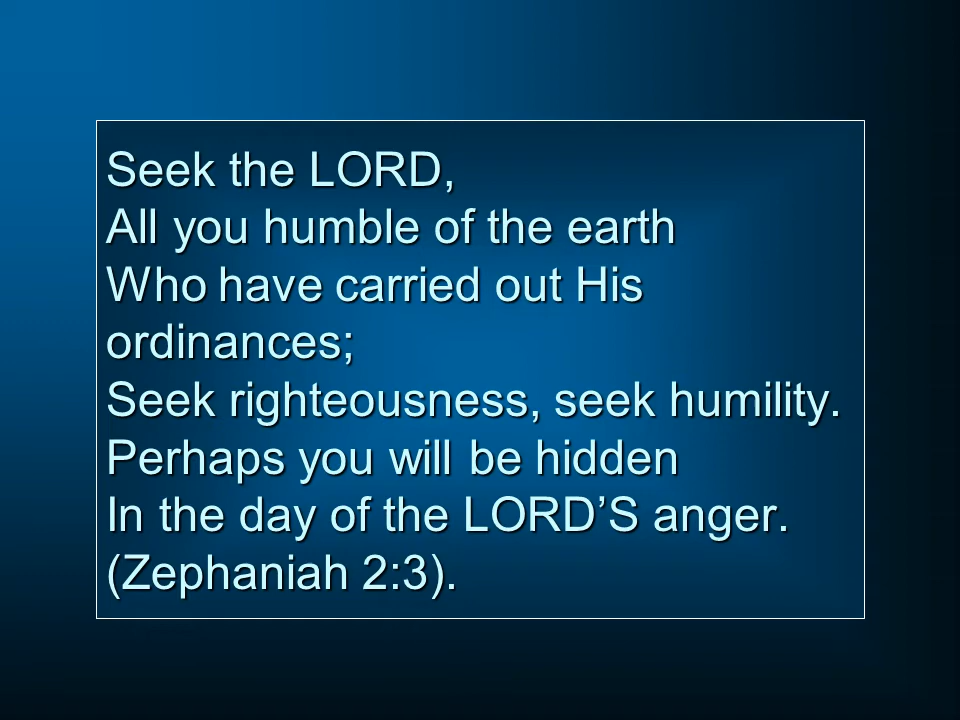 Seek the LORD,
All you humble of the earth
Who have carried out His
ordinances;
Seek righteousness, seek humility.
Perhaps you will be hidden
In the day of the LORD’S anger.
(Zephaniah 2:3).